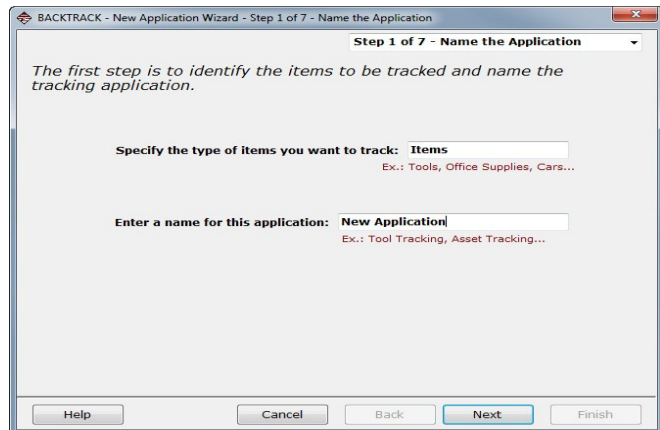 BACKTRACK - New Application Wizard - Step 1 of 7 - Name the Application
Step 1 of 7 - Name the Application
The first step is to identify the items to be tracked and name the
tracking application.
Specify the type of items you want to track: Items
Ex.: Tools, Office Supplies, Cars...
Enter a name for this application: New Application
Ex.: Tool Tracking, Asset Tracking...
Help Cancel Back Next Finish